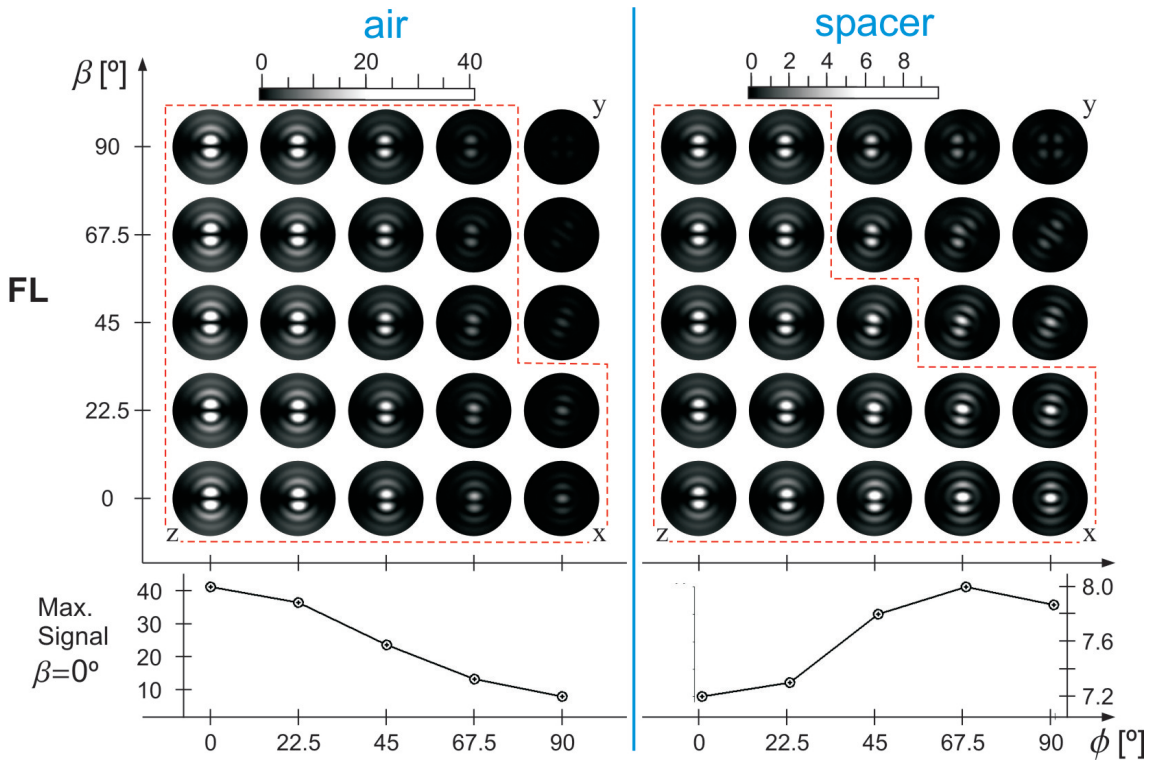 air
spacer
β [º]
0 20 40
0 2 4 6 8
y
y
90
67.5
FL
45
22.5
0
z
x
z
x
Max.
Signal
β=0º
40
30
20
10
8.0
7.6
7.2
0 22.5 45 67.5 90
0 22.5 45 67.5 90 ϕ [º]